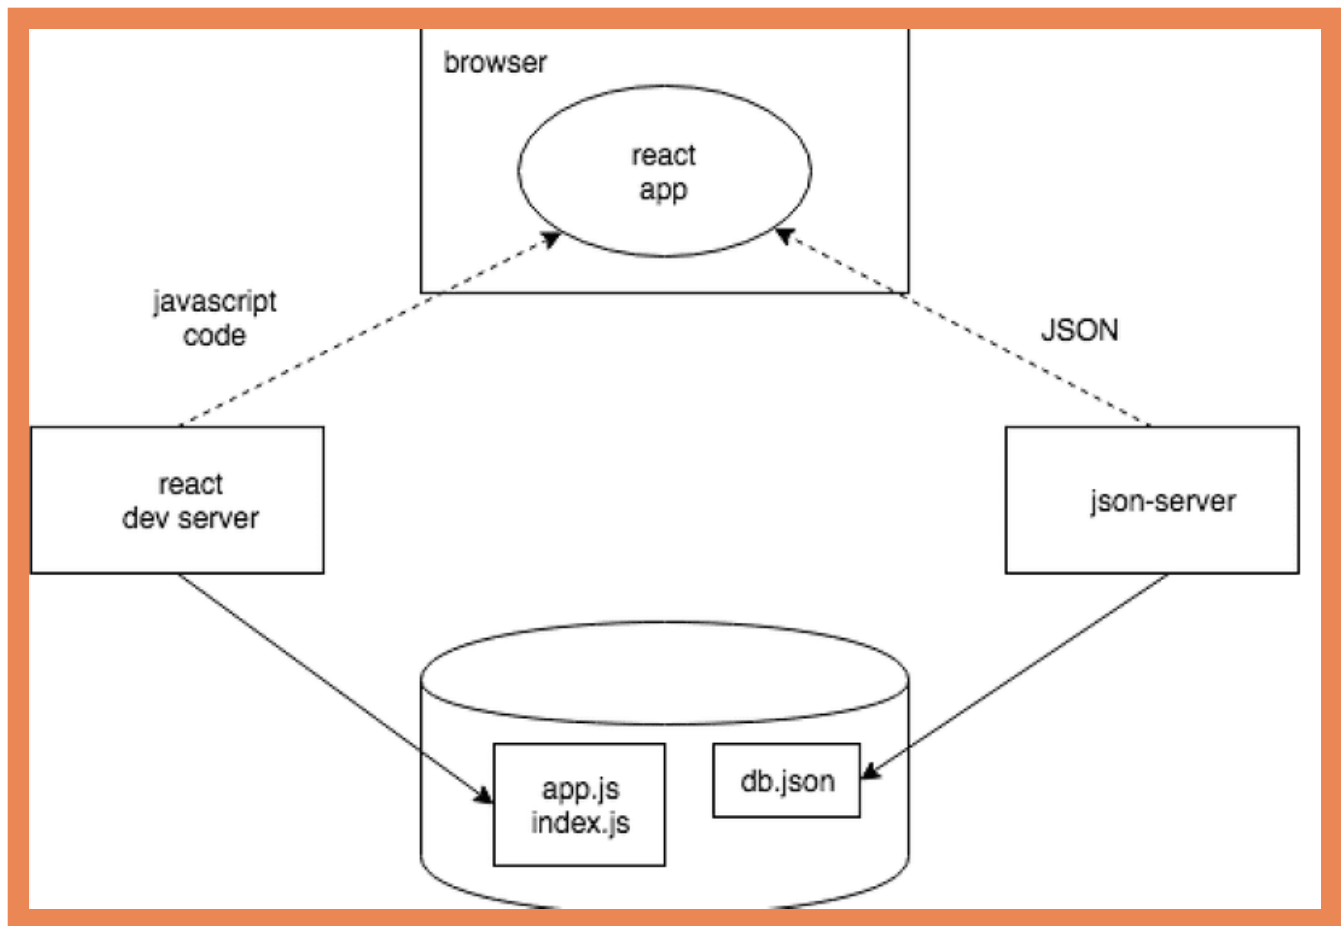 browser
react
app
javascript
code
JSON
react
dev server
json-server
app.js
index.js
db.json